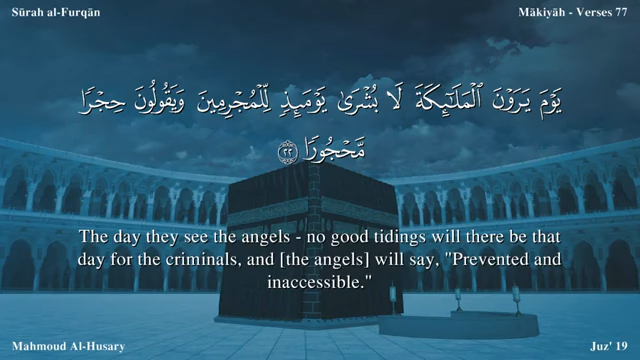 Sūrah al-Furqān
Mākiyāh - Verses 77
يَوْمَ يَرَوْنَ ٱلْمَلَٰٓئِكَةَ لَا بُشْرَىٰ يَوْمَئِذٍ لِّلْمُجْرِمِينَ وَيَقُولُونَ حِجْرًا
مَّحْجُورًا ٢٢
The day they see the angels - no good tidings will there be that
day for the criminals, and [the angels] will say, "Prevented and
inaccessible."
Mahmoud Al-Husary
Juz' 19